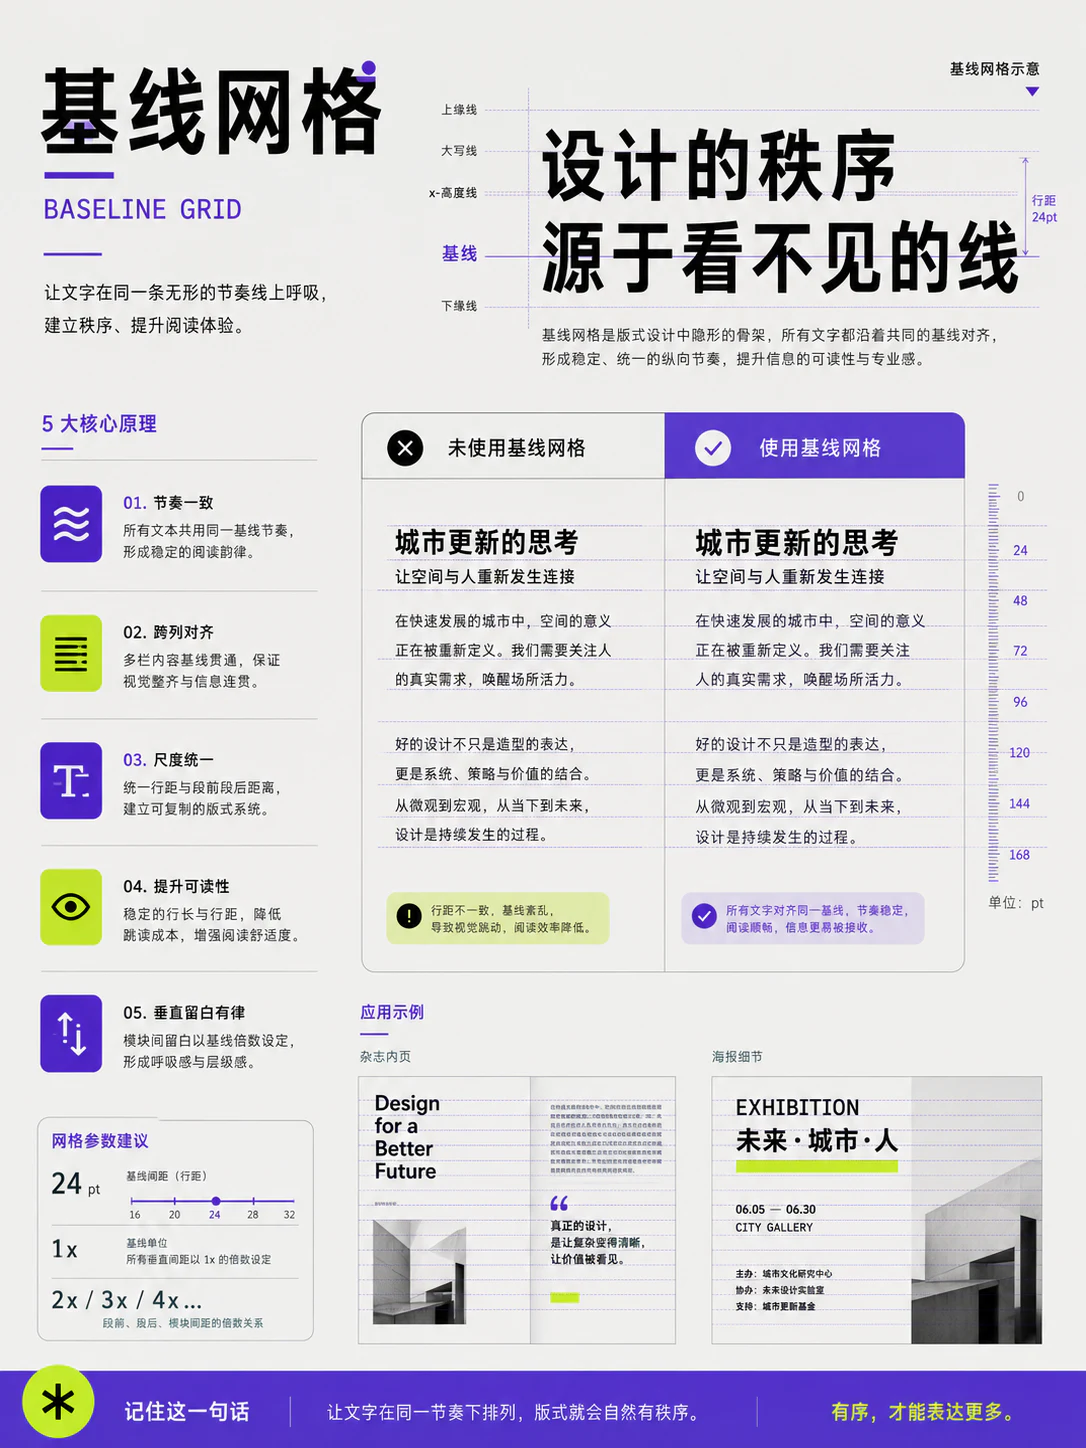 基线网格
BASELINE GRID
让文字在同一条无形的节奏线上呼吸，
建立秩序、提升阅读体验。
基线网格示意
上缘线
大写线
x-高度线
基线
下缘线
设计的秩序
源于看不见的线
行距
24pt
基线网格是版式设计中隐形的骨架，所有文字都沿着共同的基线对齐，
形成稳定、统一的纵向节奏，提升信息的可读性与专业感。
5 大核心原理
01. 节奏一致
所有文本共用同一基线节奏，
形成稳定的阅读韵律。
02. 跨列对齐
多栏内容基线贯通，保证
视觉整齐与信息连贯。
03. 尺度统一
统一行距与段前段后距离，
建立可复制的版式系统。
04. 提升可读性
稳定的行长与行距，降低
跳读成本，增强阅读舒适度。
05. 垂直留白有律
模块间留白以基线倍数设定，
形成呼吸感与层级感。
未使用基线网格
城市更新的思考
让空间与人重新发生连接
在快速发展的城市中，空间的意义
正在被重新定义。我们需要关注人
的真实需求，唤醒场所活力。
好的设计不只是造型的表达，
更是系统、策略与价值的结合。
从微观到宏观，从当下到未来，
设计是持续发生的过程。
行距不一致，基线紊乱，
导致视觉跳动，阅读效率降低。
使用基线网格
城市更新的思考
让空间与人重新发生连接
在快速发展的城市中，空间的意义
正在被重新定义。我们需要关注
人的真实需求，唤醒场所活力。
好的设计不只是造型的表达，
更是系统、策略与价值的结合。
从微观到宏观，从当下到未来，
设计是持续发生的过程。
所有文字对齐同一基线，节奏稳定，
阅读顺畅，信息更易被接收。
0
24
48
72
96
120
144
168
单位：pt
网格参数建议
24 pt
基线间距（行距）
16 20 24 28 32
1x
基线单位
所有垂直间距以 1x 的倍数设定
2x / 3x / 4x...
段前、段后、模块间距的倍数关系
应用示例
杂志内页
Design
for a
Better
Future
“
真正的设计，
是让复杂变得清晰，
让价值被看见。
海报细节
EXHIBITION
未来·城市·人
06.05 — 06.30
CITY GALLERY
主办：城市文化研究中心
协办：未来设计实验室
支持：城市更新基金
记住这一句话
让文字在同一节奏下排列，版式就会自然有秩序。
有序，才能表达更多。